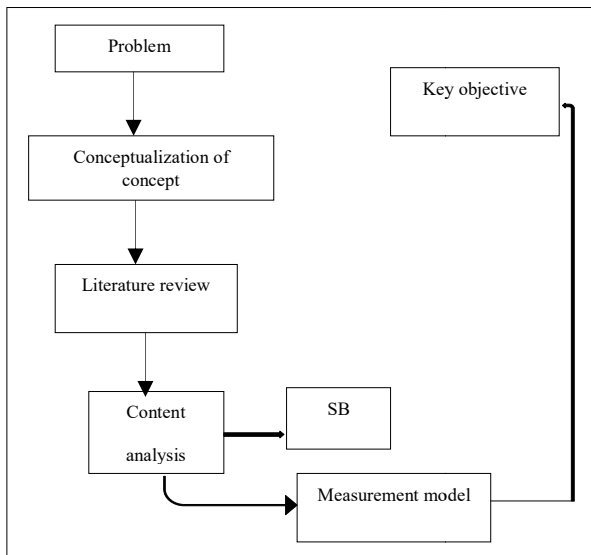 Problem
Key objective
Conceptualization of
concept
Literature review
Content
analysis
SB
Measurement model